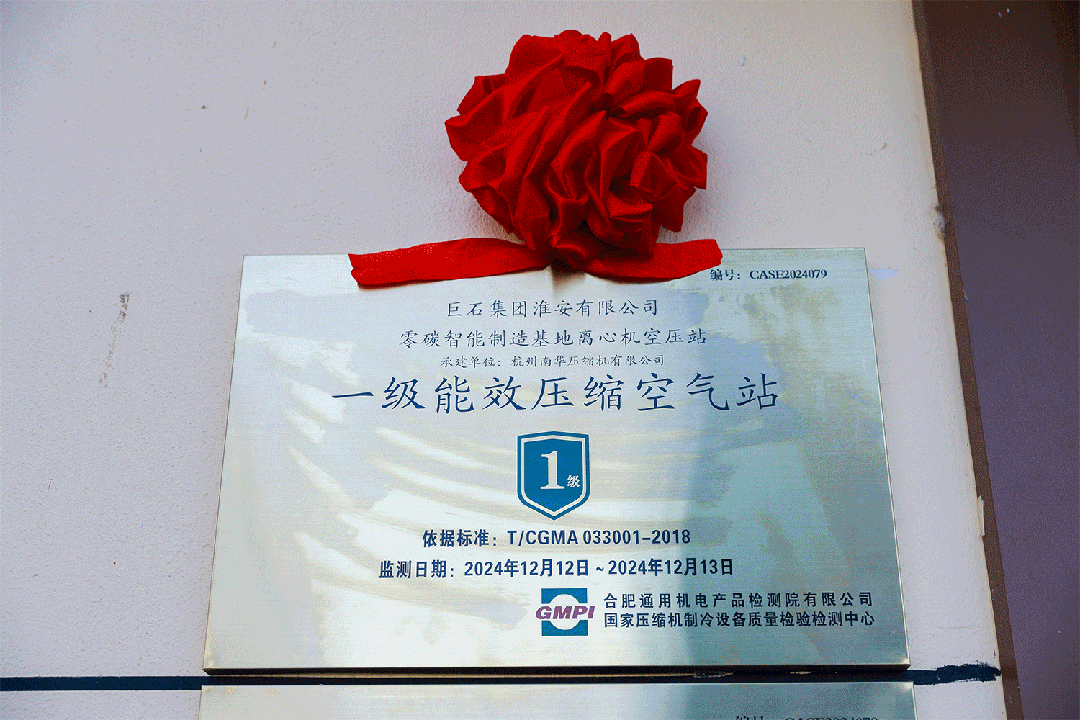 编号：CASE2024079
巨石集团淮安有限公司
零碳智能制造基地离心机空压站
承建单位：杭州南华压缩机有限公司
一级能效压缩空气站
1级
依据标准：T/CGMA 033001-2018
监测日期：2024年12月12日~2024年12月13日
GMPI
合肥通用机电产品检测院有限公司
国家压缩机制冷设备质量检验检测中心